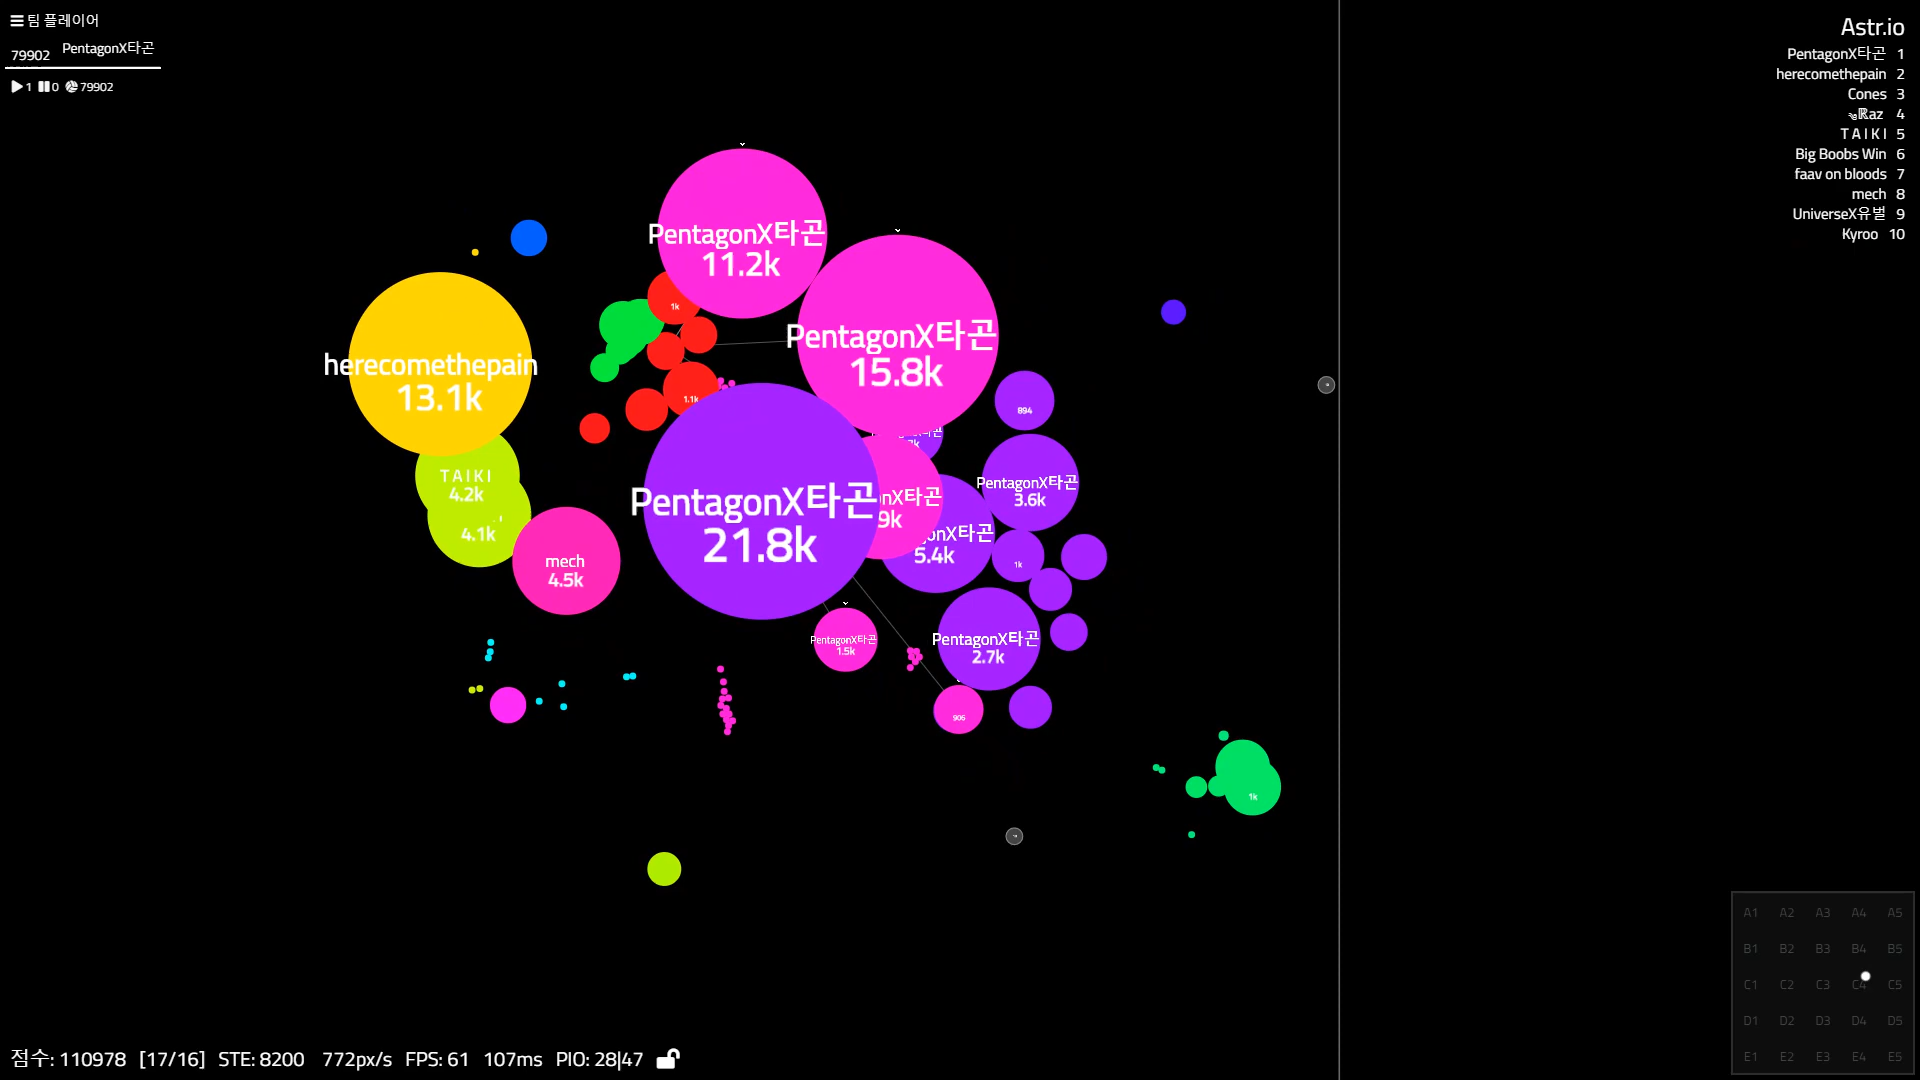 팀 플레이어
79902 PentagonX타곤
1 0 79902
Astr.io
PentagonX타곤 1
herecomethepain 2
Cones 3
ℝaz 4
T A I K I 5
Big Boobs Win 6
faav on bloods 7
mech 8
UniverseX유벌 9
Kyroo 10
PentagonX타곤
11.2k
1k
PentagonX타곤
15.8k
herecomethepain
13.1k
1.1k
894
T A I K I
4.2k
4.1k
PentagonX타곤
21.8k
nX타곤
9k
PentagonX타곤
3.6k
onX타곤
5.4k
1k
mech
4.5k
PentagonX타곤
1.5k
PentagonX타곤
2.7k
906
1k
A1 A2 A3 A4 A5
B1 B2 B3 B4 B5
C1 C2 C3 C4 C5
D1 D2 D3 D4 D5
E1 E2 E3 E4 E5
점수: 110978 [17/16] STE: 8200 772px/s FPS: 61 107ms PIO: 28|47